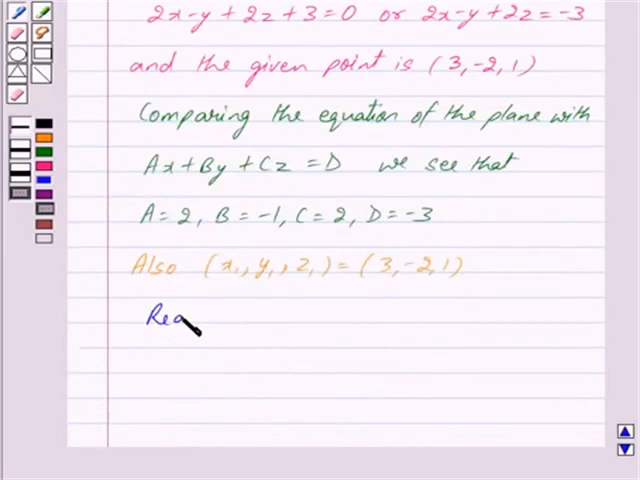 2x-y+2z+3=0 or 2x-y+2z=-3
and the given point is (3,-2,1)
Comparing the equation of the plane with
Ax+By+Cz=D we see that
A=2, B=-1, C=2, D=-3
Also (x₁,y₁,z₁)=(3,-2,1)
Req